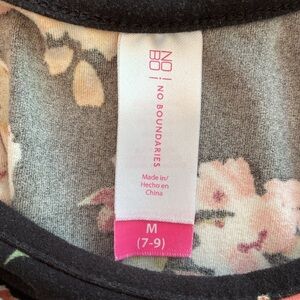 NO!
BO!
NO BOUNDARIES
Made in/
Hecho en
China
M
(7-9)